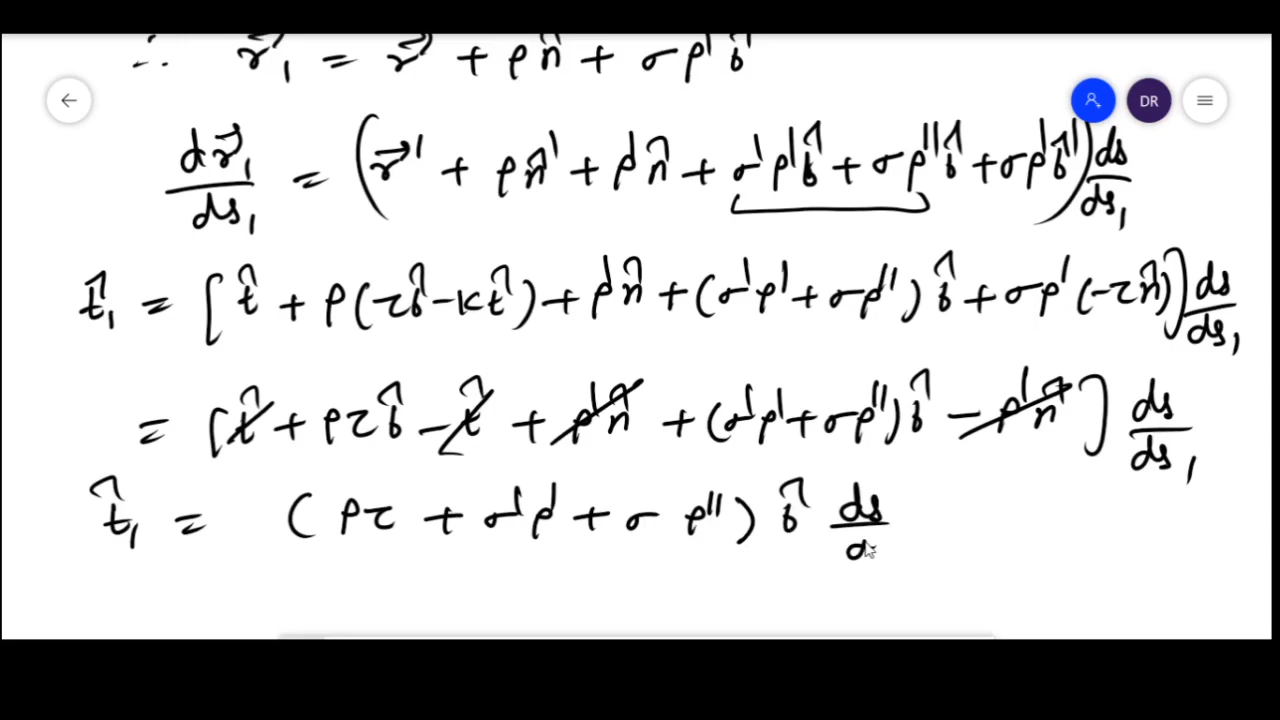 ∴ r⃗₁ = r⃗ + ρn̂ + σρ'b̂
DR
dr⃗₁/ds₁ = (r⃗' + ρn̂' + ρ'n̂ + σ'ρ'b̂ + σρ''b̂ + σρ'b̂') ds/ds₁
t̂₁ = [t̂ + ρ(τb̂ - κt̂) + ρ'n̂ + (σ'ρ' + σρ'')b̂ + σρ'(-τn̂)] ds/ds₁
= [t̂ + ρτb̂ - t̂ + ρ'n̂ + (σ'ρ' + σρ'')b̂ - ρ'n̂] ds/ds₁
t̂₁ = (ρτ + σ'ρ' + σρ'') b̂ ds/d